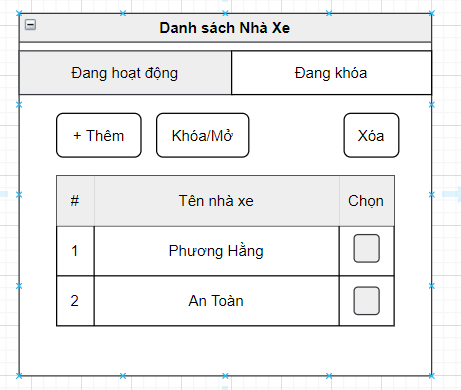 Danh sách Nhà Xe
Đang hoạt động Đang khóa
+ Thêm Khóa/Mở Xóa
# Tên nhà xe Chọn
1 Phương Hằng
2 An Toàn